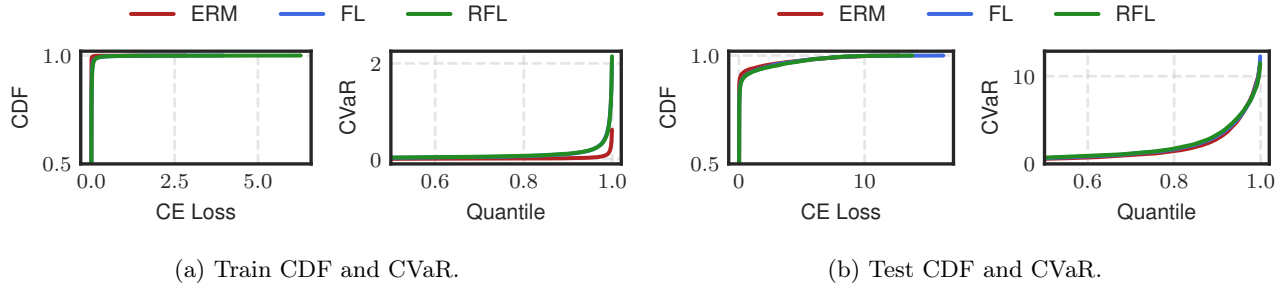 ERM FL RFL
1.0
0.5
CDF
0.0 2.5 5.0
CE Loss
2
0
CVaR
0.6 0.8 1.0
Quantile
(a) Train CDF and CVaR.
ERM FL RFL
1.0
0.5
CDF
0 10
CE Loss
10
0
CVaR
0.6 0.8 1.0
Quantile
(b) Test CDF and CVaR.